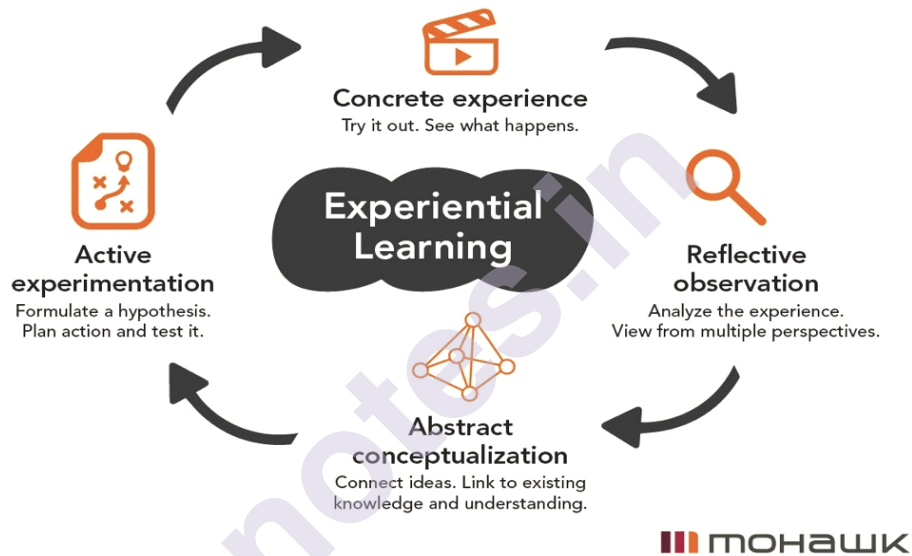 Concrete experience
Try it out. See what happens.
Experiential
Learning
Reflective
observation
Analyze the experience.
View from multiple perspectives.
Abstract
conceptualization
Connect ideas. Link to existing
knowledge and understanding.
Active
experimentation
Formulate a hypothesis.
Plan action and test it.
notes.in
mohawk